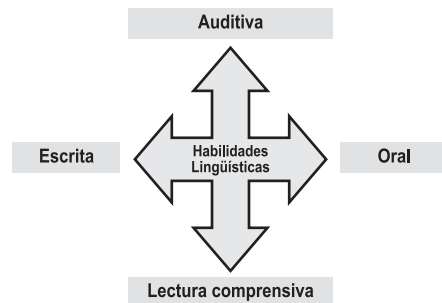 Auditiva
Escrita
Habilidades
Lingüísticas
Oral
Lectura comprensiva